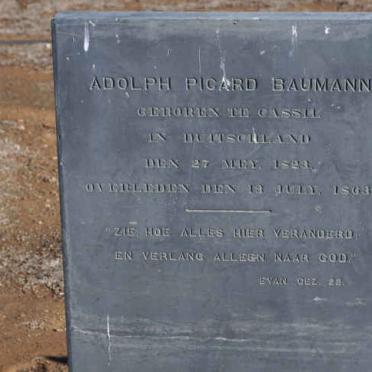 ADOLPH PICARD BAUMANN
GEBOREN TE CASSIL
IN DUITSCHLAND
DEN 27 MEY, 1823,
OVERLEDEN DEN 13 JULY, 1863
"ZIE, HOE ALLES HIER VERANDERD,
EN VERLANG ALLEEN NAAR GOD."
EVAN. GEZ. 28.